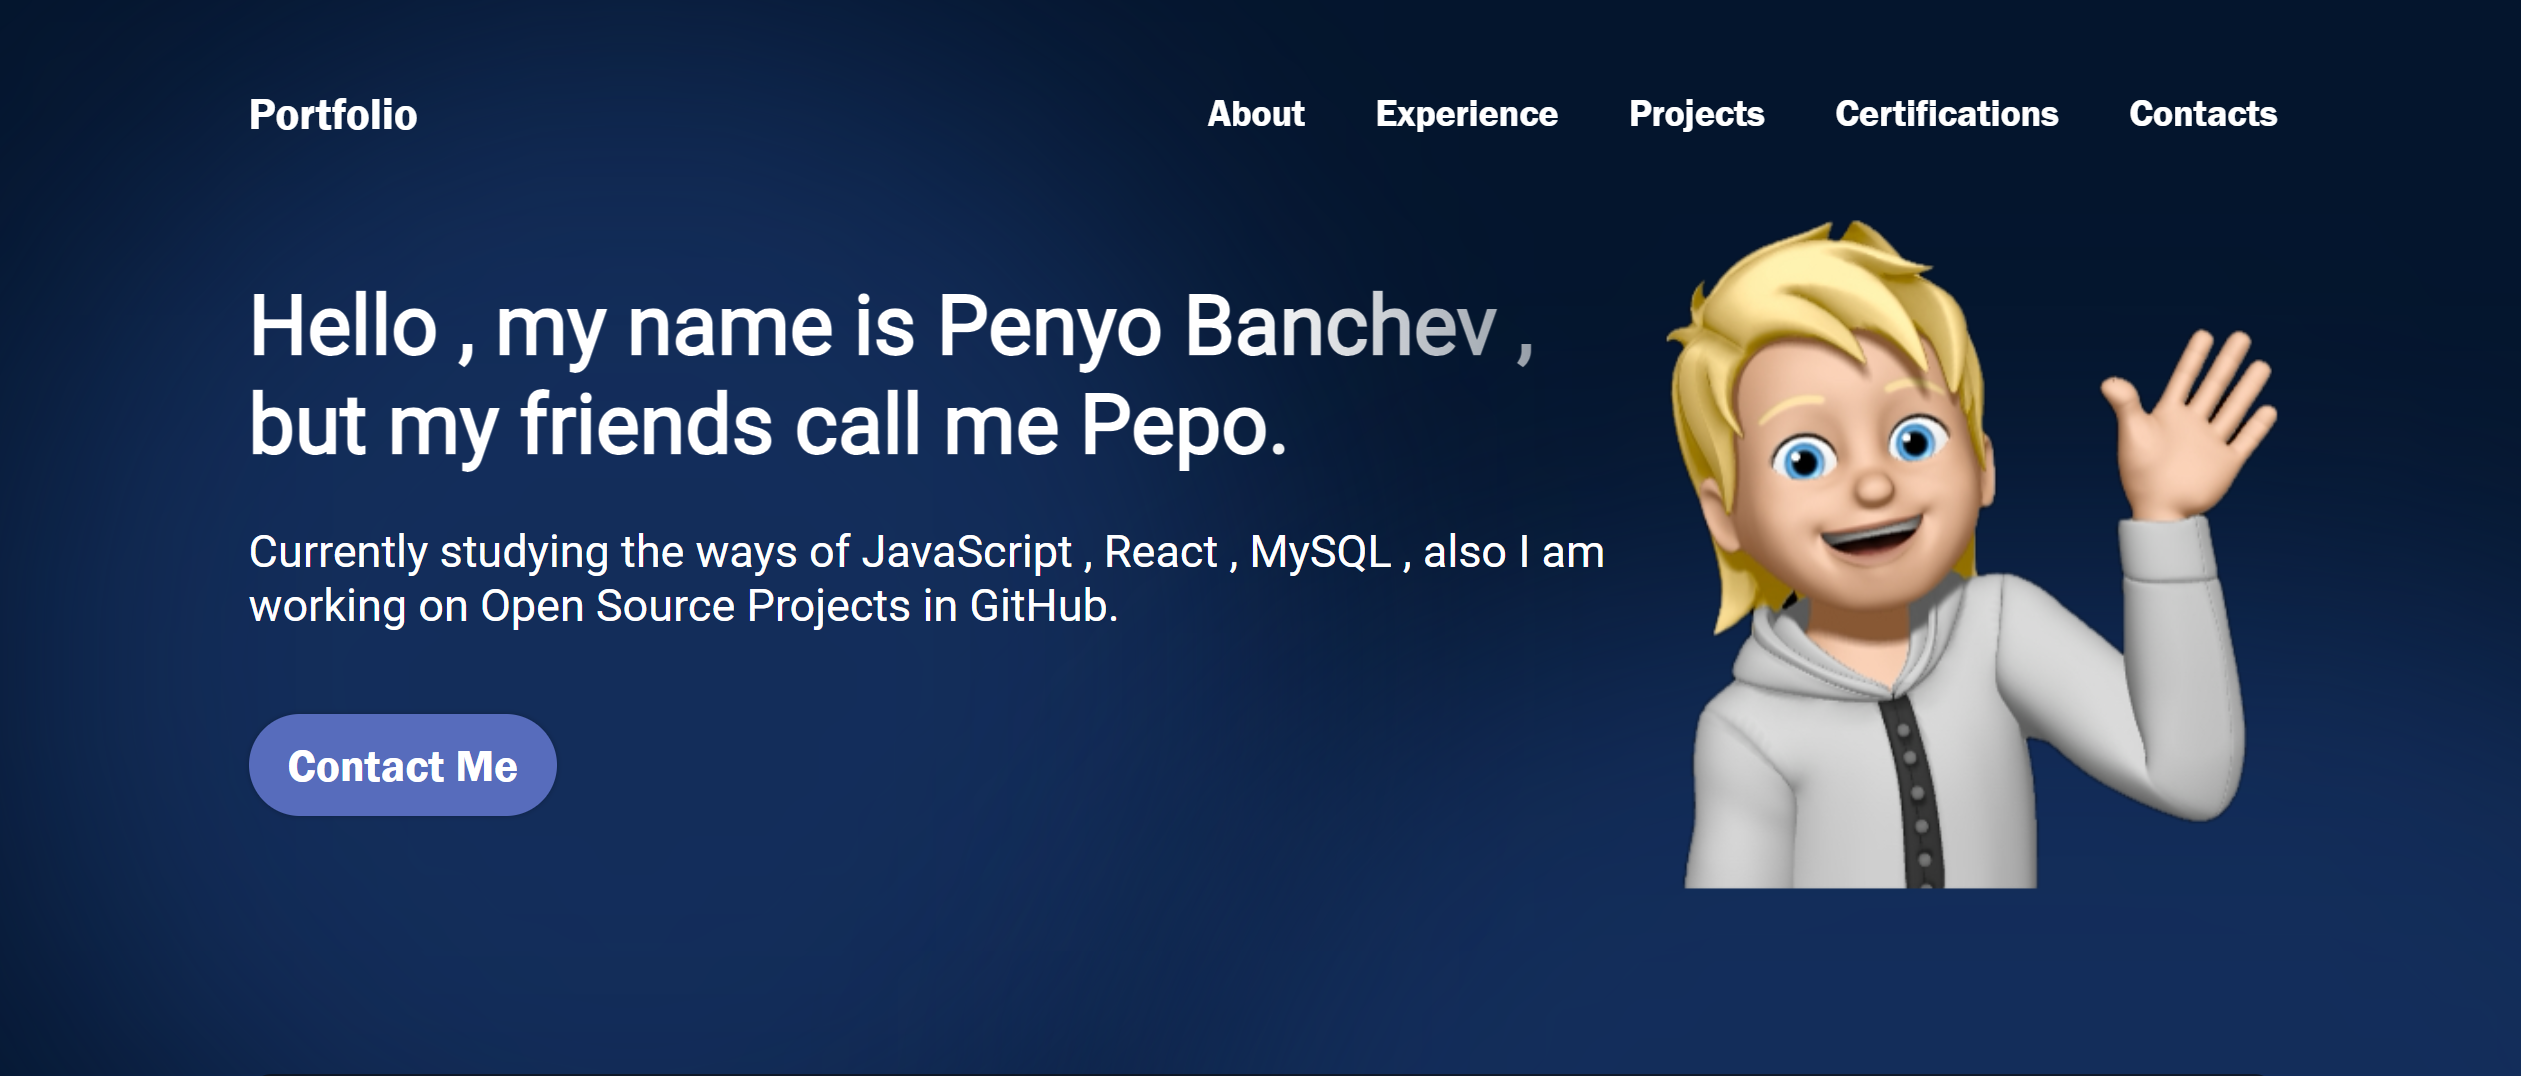 Portfolio
About Experience Projects Certifications Contacts
Hello , my name is Penyo Banchev ,
but my friends call me Pepo.
Currently studying the ways of JavaScript , React , MySQL , also I am
working on Open Source Projects in GitHub.
Contact Me